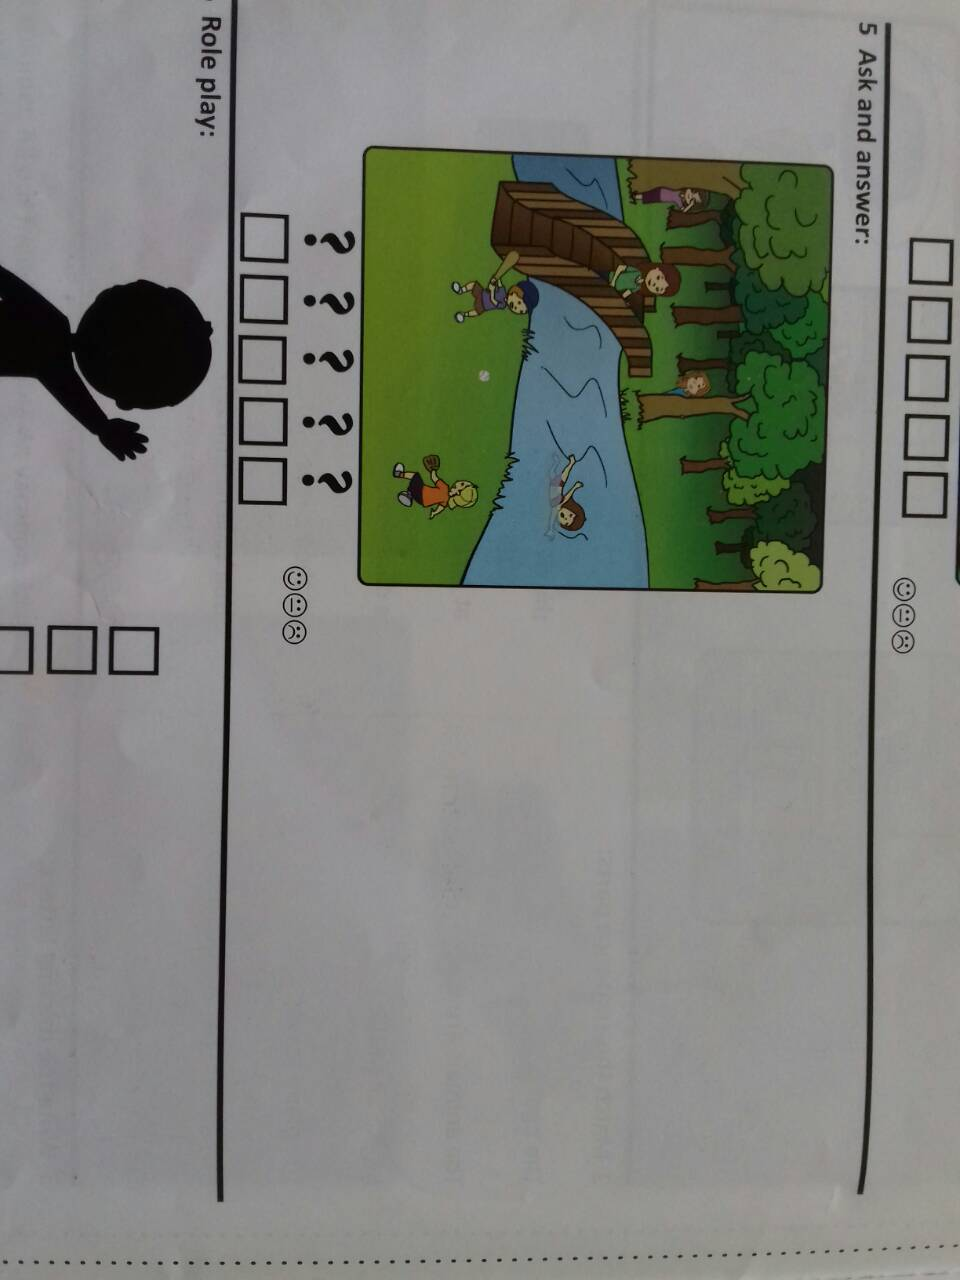 5 Ask and answer:
? ? ? ? ?
Role play: